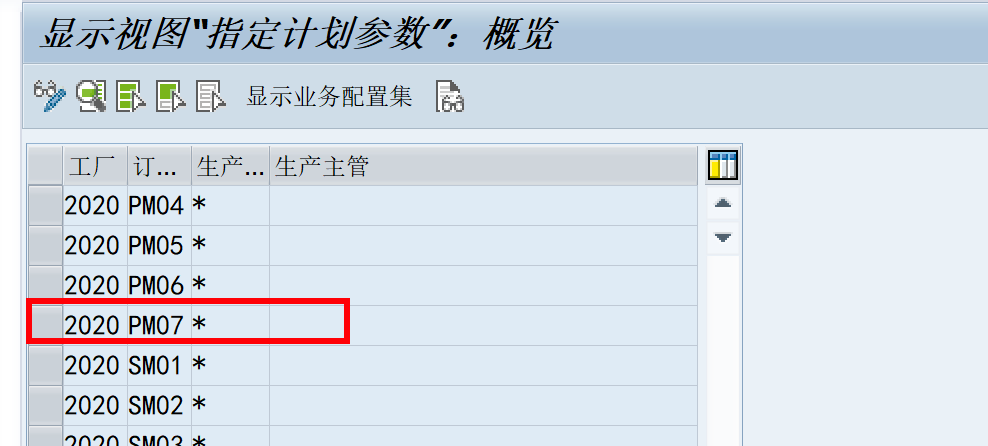 显示视图"指定计划参数": 概览
显示业务配置集
工厂 订... 生产... 生产主管
2020 PM04 *
2020 PM05 *
2020 PM06 *
2020 PM07 *
2020 SM01 *
2020 SM02 *
2020 SM03 *